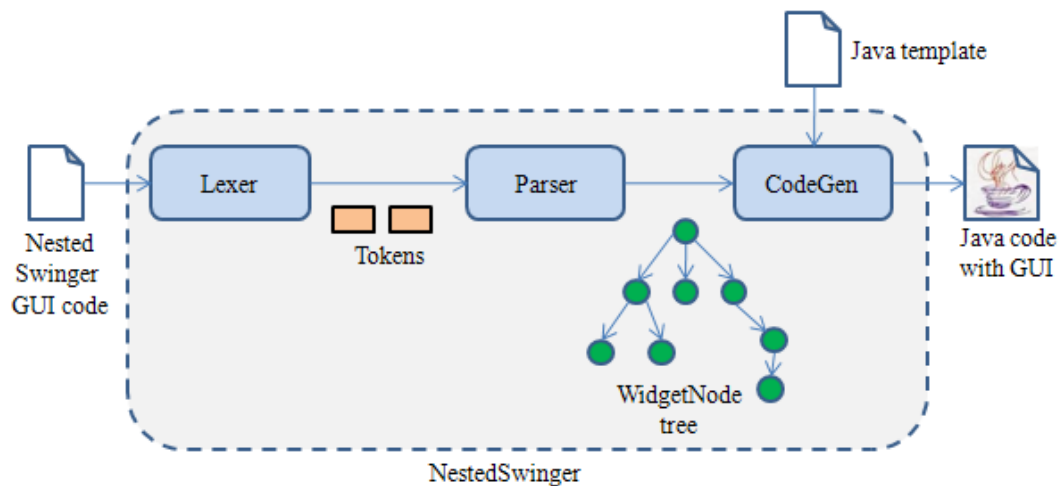 Java template
Lexer
Parser
CodeGen
Nested
Swinger
GUI code
Tokens
Java code
with GUI
WidgetNode
tree
NestedSwinger